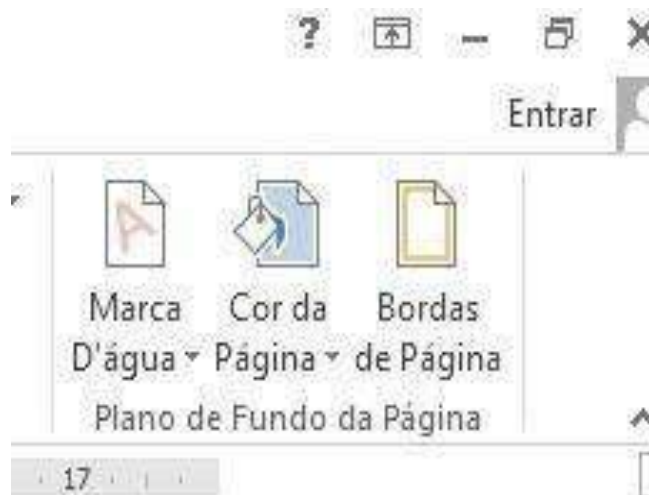 ?
Entrar
Marca Cor da Bordas
D'água Página de Página
Plano de Fundo da Página
17